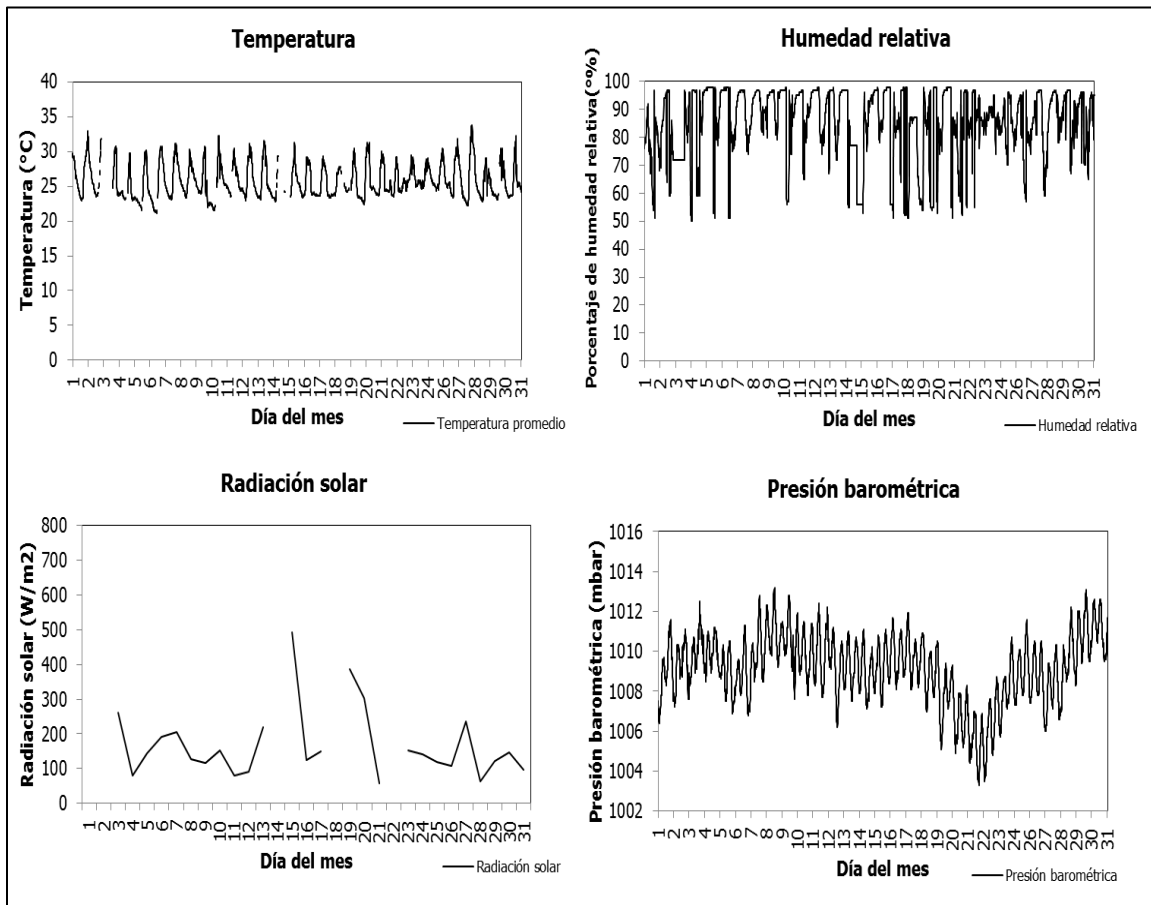 Temperatura
40
35
30
25
20
15
10
5
0
Temperatura (°C)
1 2 3 4 5 6 7 8 9 10 11 12 13 14 15 16 17 18 19 20 21 22 23 24 25 26 27 28 29 30 31
Día del mes
Temperatura promedio
Humedad relativa
100
90
80
70
60
50
40
30
20
10
0
Porcentaje de humedad relativa(°%)
1 2 3 4 5 6 7 8 9 10 11 12 13 14 15 16 17 18 19 20 21 22 23 24 25 26 27 28 29 30 31
Día del mes
Humedad relativa
Radiación solar
800
700
600
500
400
300
200
100
0
Radiación solar (W/m2)
1 2 3 4 5 6 7 8 9 10 11 12 13 14 15 16 17 18 19 20 21 22 23 24 25 26 27 28 29 30 31
Día del mes
Radiación solar
Presión barométrica
1016
1014
1012
1010
1008
1006
1004
1002
Presión barométrica (mbar)
1 2 3 4 5 6 7 8 9 10 11 12 13 14 15 16 17 18 19 20 21 22 23 24 25 26 27 28 29 30 31
Día del mes
Presión barométrica